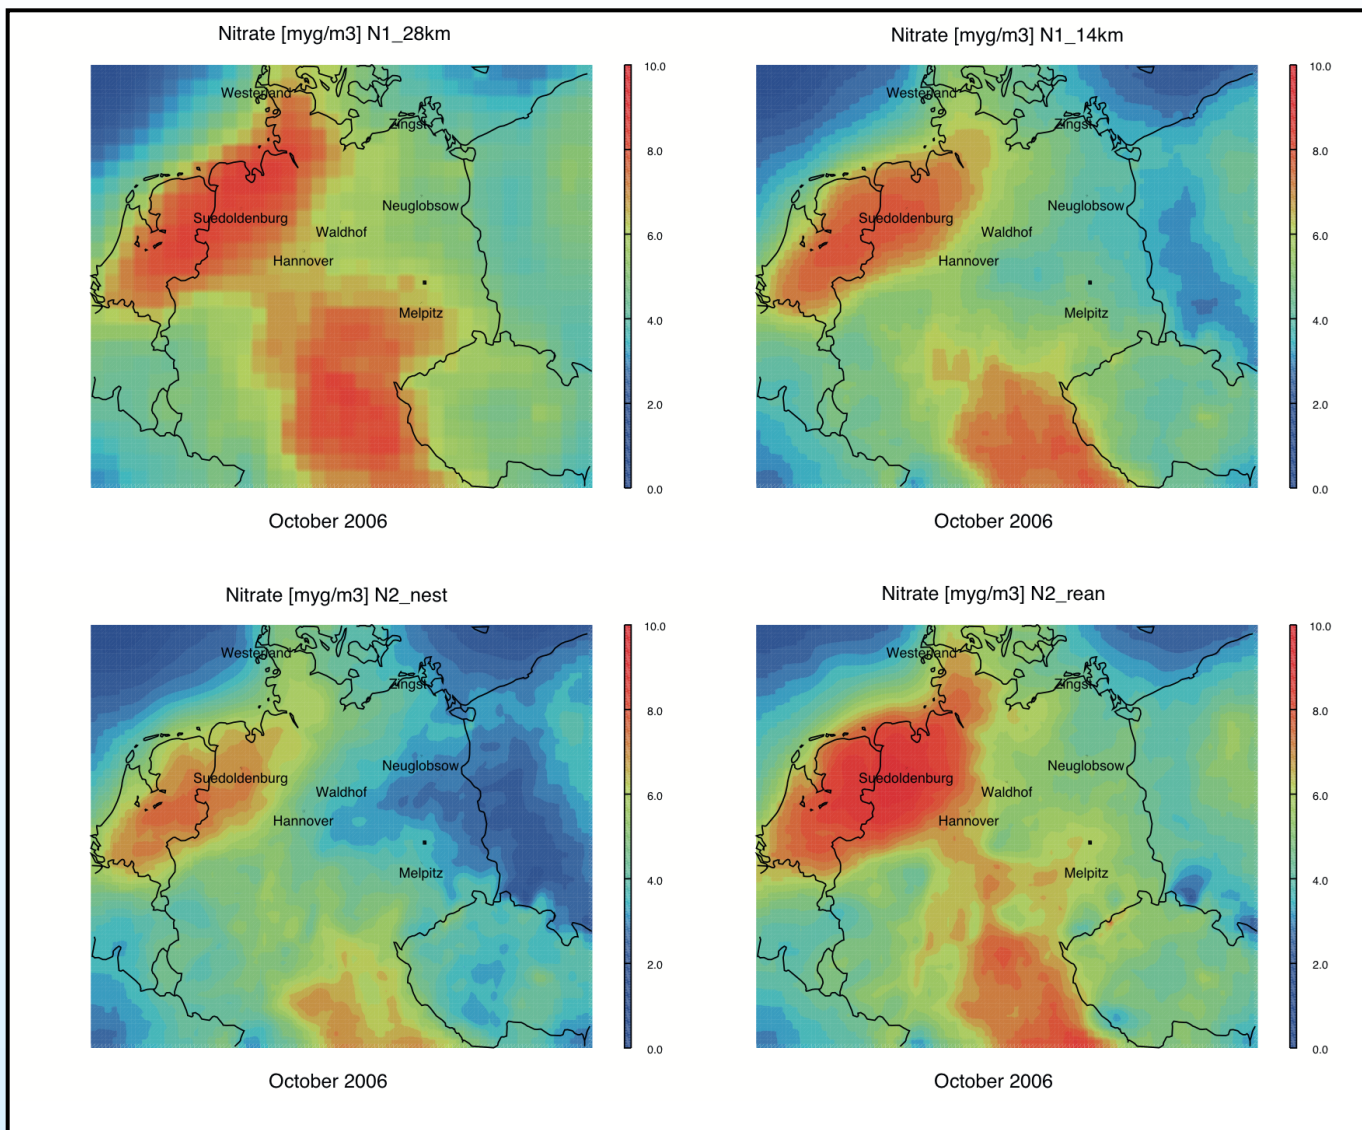 Nitrate [myg/m3] N1_28km
Nitrate [myg/m3] N1_14km
Westerland
Zingst
Suedoldenburg
Neuglobsow
Waldhof
Hannover
Melpitz
10.0
8.0
6.0
4.0
2.0
0.0
October 2006
Westerland
Zingst
Suedoldenburg
Neuglobsow
Waldhof
Hannover
Melpitz
10.0
8.0
6.0
4.0
2.0
0.0
October 2006
Nitrate [myg/m3] N2_nest
Nitrate [myg/m3] N2_rean
Westerland
Zingst
Suedoldenburg
Neuglobsow
Waldhof
Hannover
Melpitz
10.0
8.0
6.0
4.0
2.0
0.0
October 2006
Westerland
Zingst
Suedoldenburg
Neuglobsow
Waldhof
Hannover
Melpitz
10.0
8.0
6.0
4.0
2.0
0.0
October 2006